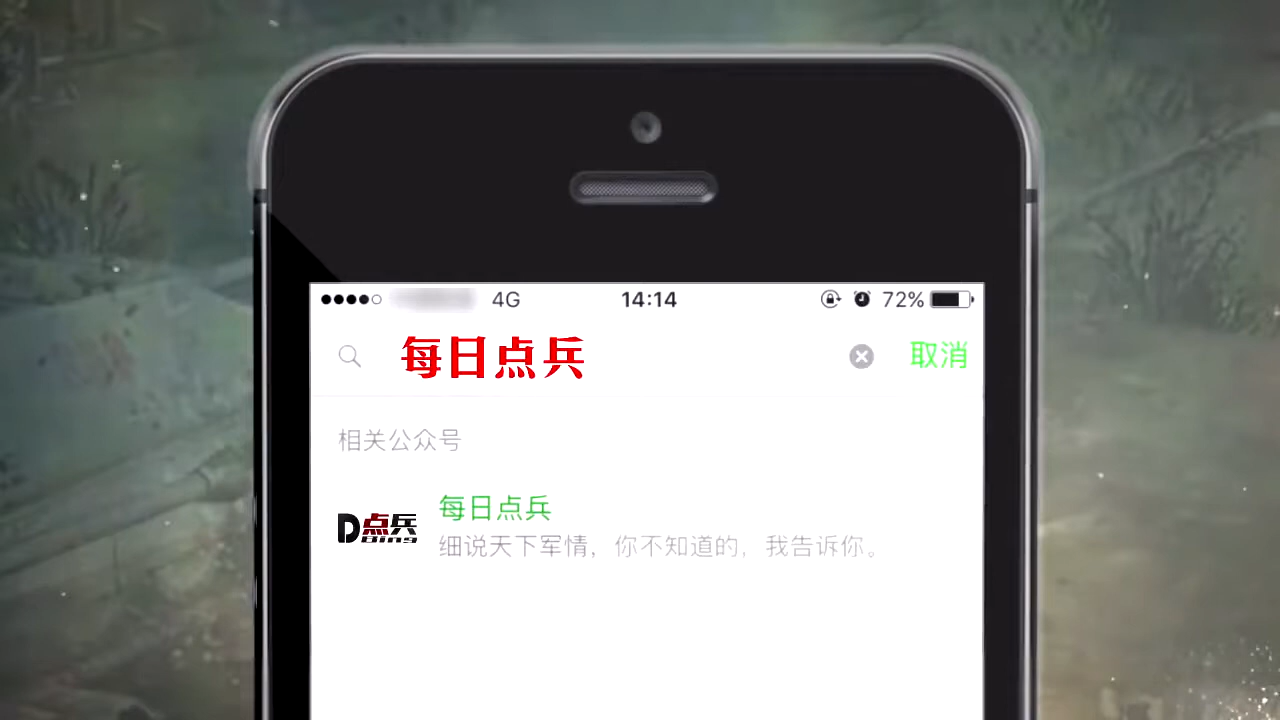 4G 14:14 72%
每日点兵 取消
相关公众号
每日点兵
D点兵
Bing
细说天下军情，你不知道的，我告诉你。